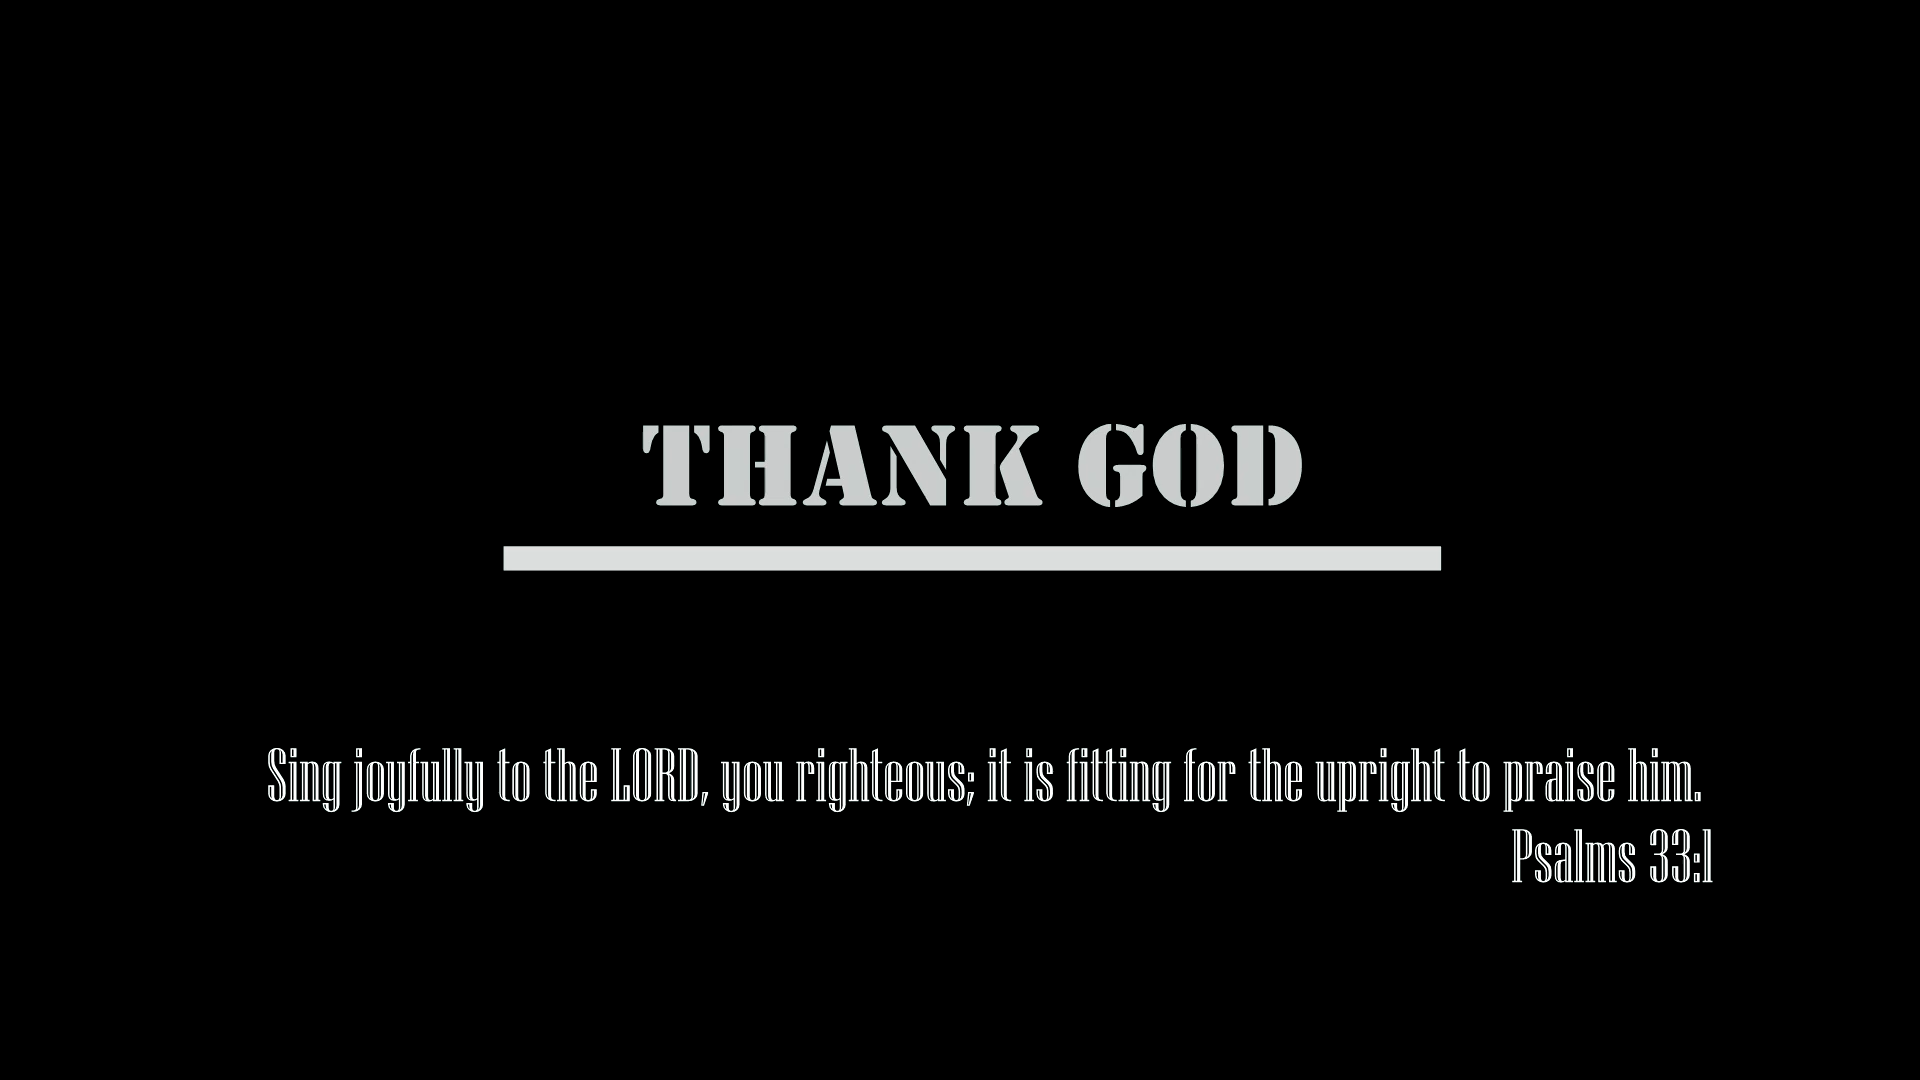 THANK GOD
Sing joyfully to the LORD, you righteous; it is fitting for the upright to praise him.
Psalms 33:1